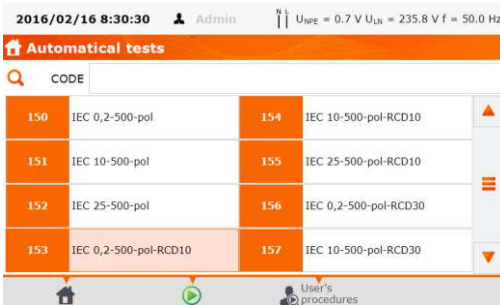 2016/02/16 8:30:30 Admin N L UNPE = 0.7 V ULN = 235.8 V f = 50.0 Hz
Automatical tests
CODE
150 IEC 0,2-500-pol 154 IEC 10-500-pol-RCD10
151 IEC 10-500-pol 155 IEC 25-500-pol-RCD10
152 IEC 25-500-pol 156 IEC 0,2-500-pol-RCD30
153 IEC 0,2-500-pol-RCD10 157 IEC 10-500-pol-RCD30
User's
procedures